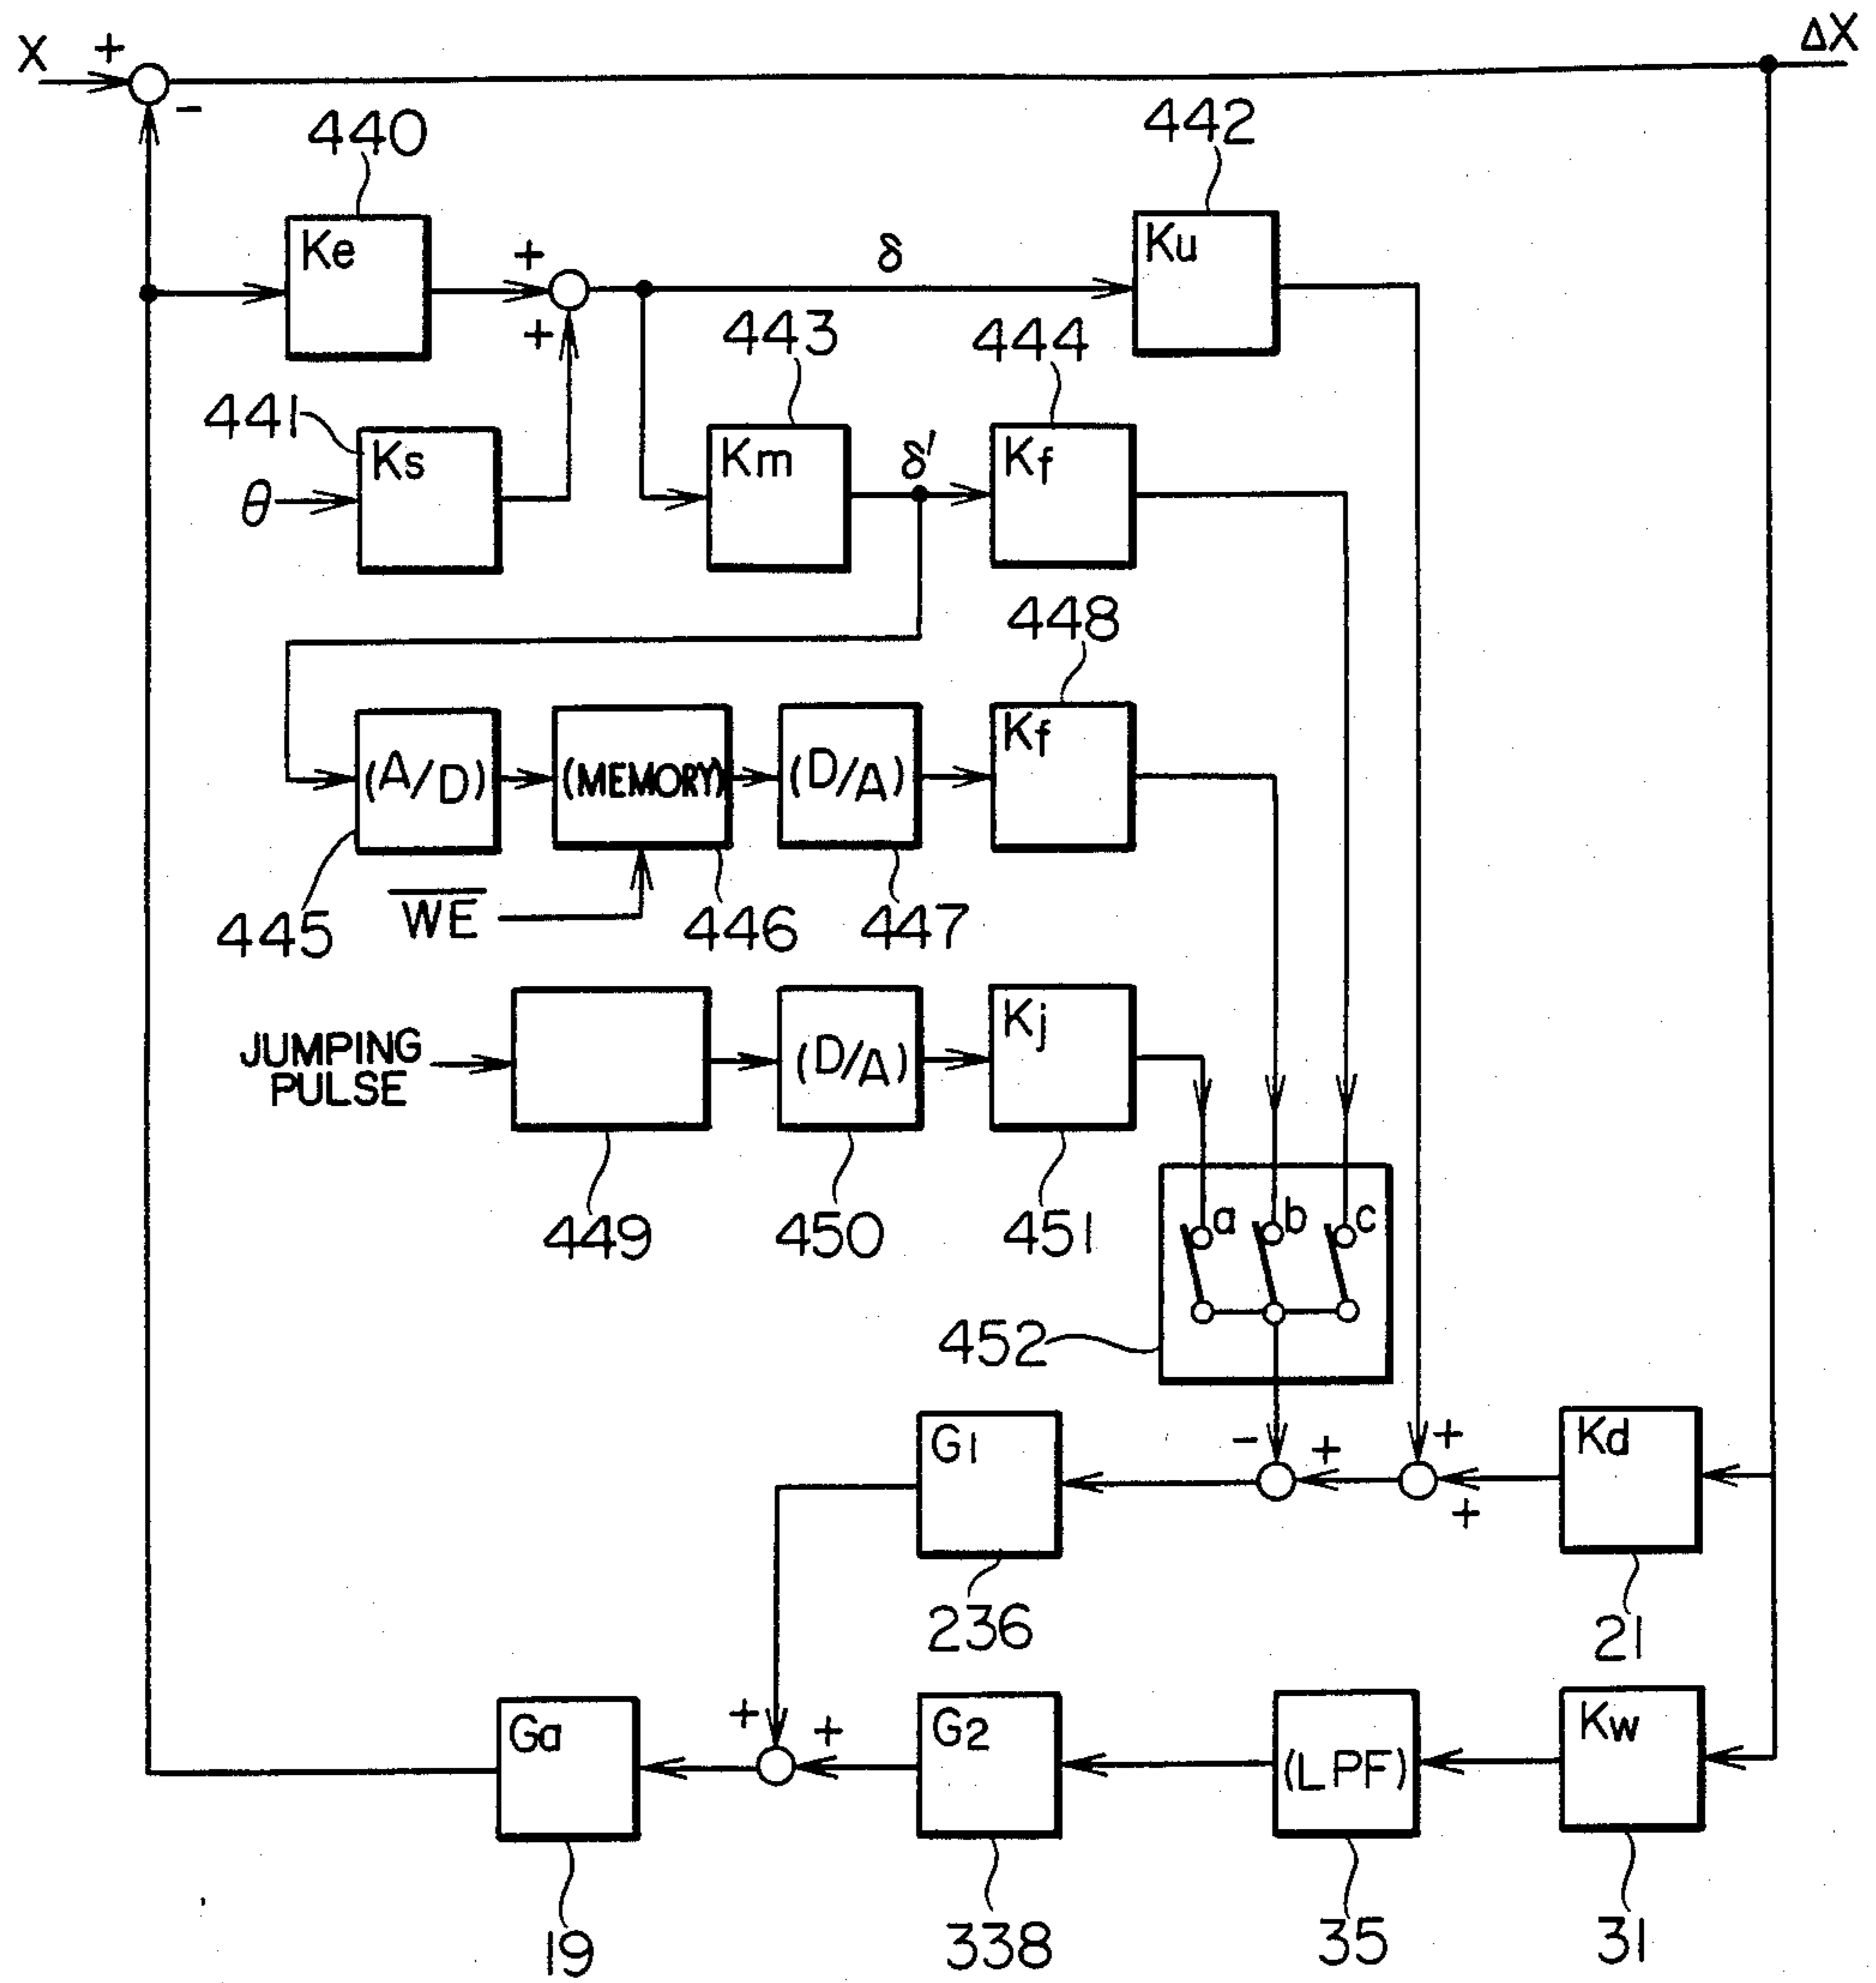 X + ΔX
-
440 442
Ke + δ Ku
+ 443 444
441 Ks Km δ' Kf
θ
448
Kf
(A/D) (MEMORY) (D/A)
445 WE 446 447
Kj
JUMPING
PULSE
(D/A)
449 450 451
a b c
452
G1 - + + Kd
+
236 21
+ + G2 Kw
Ga (LPF)
19 338 35 31